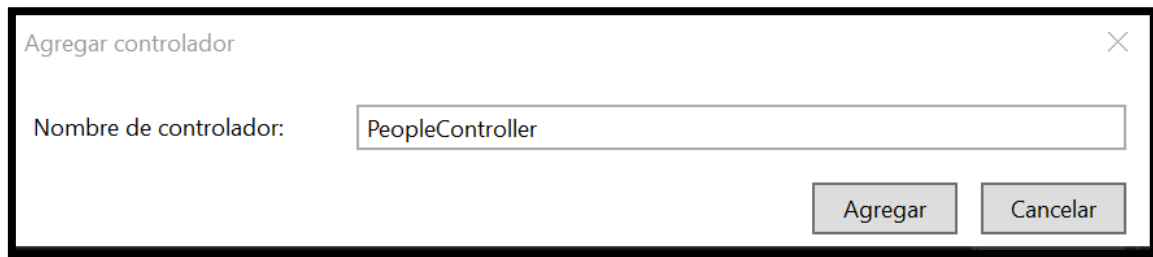 Agregar controlador
Nombre de controlador: PeopleController
Agregar Cancelar